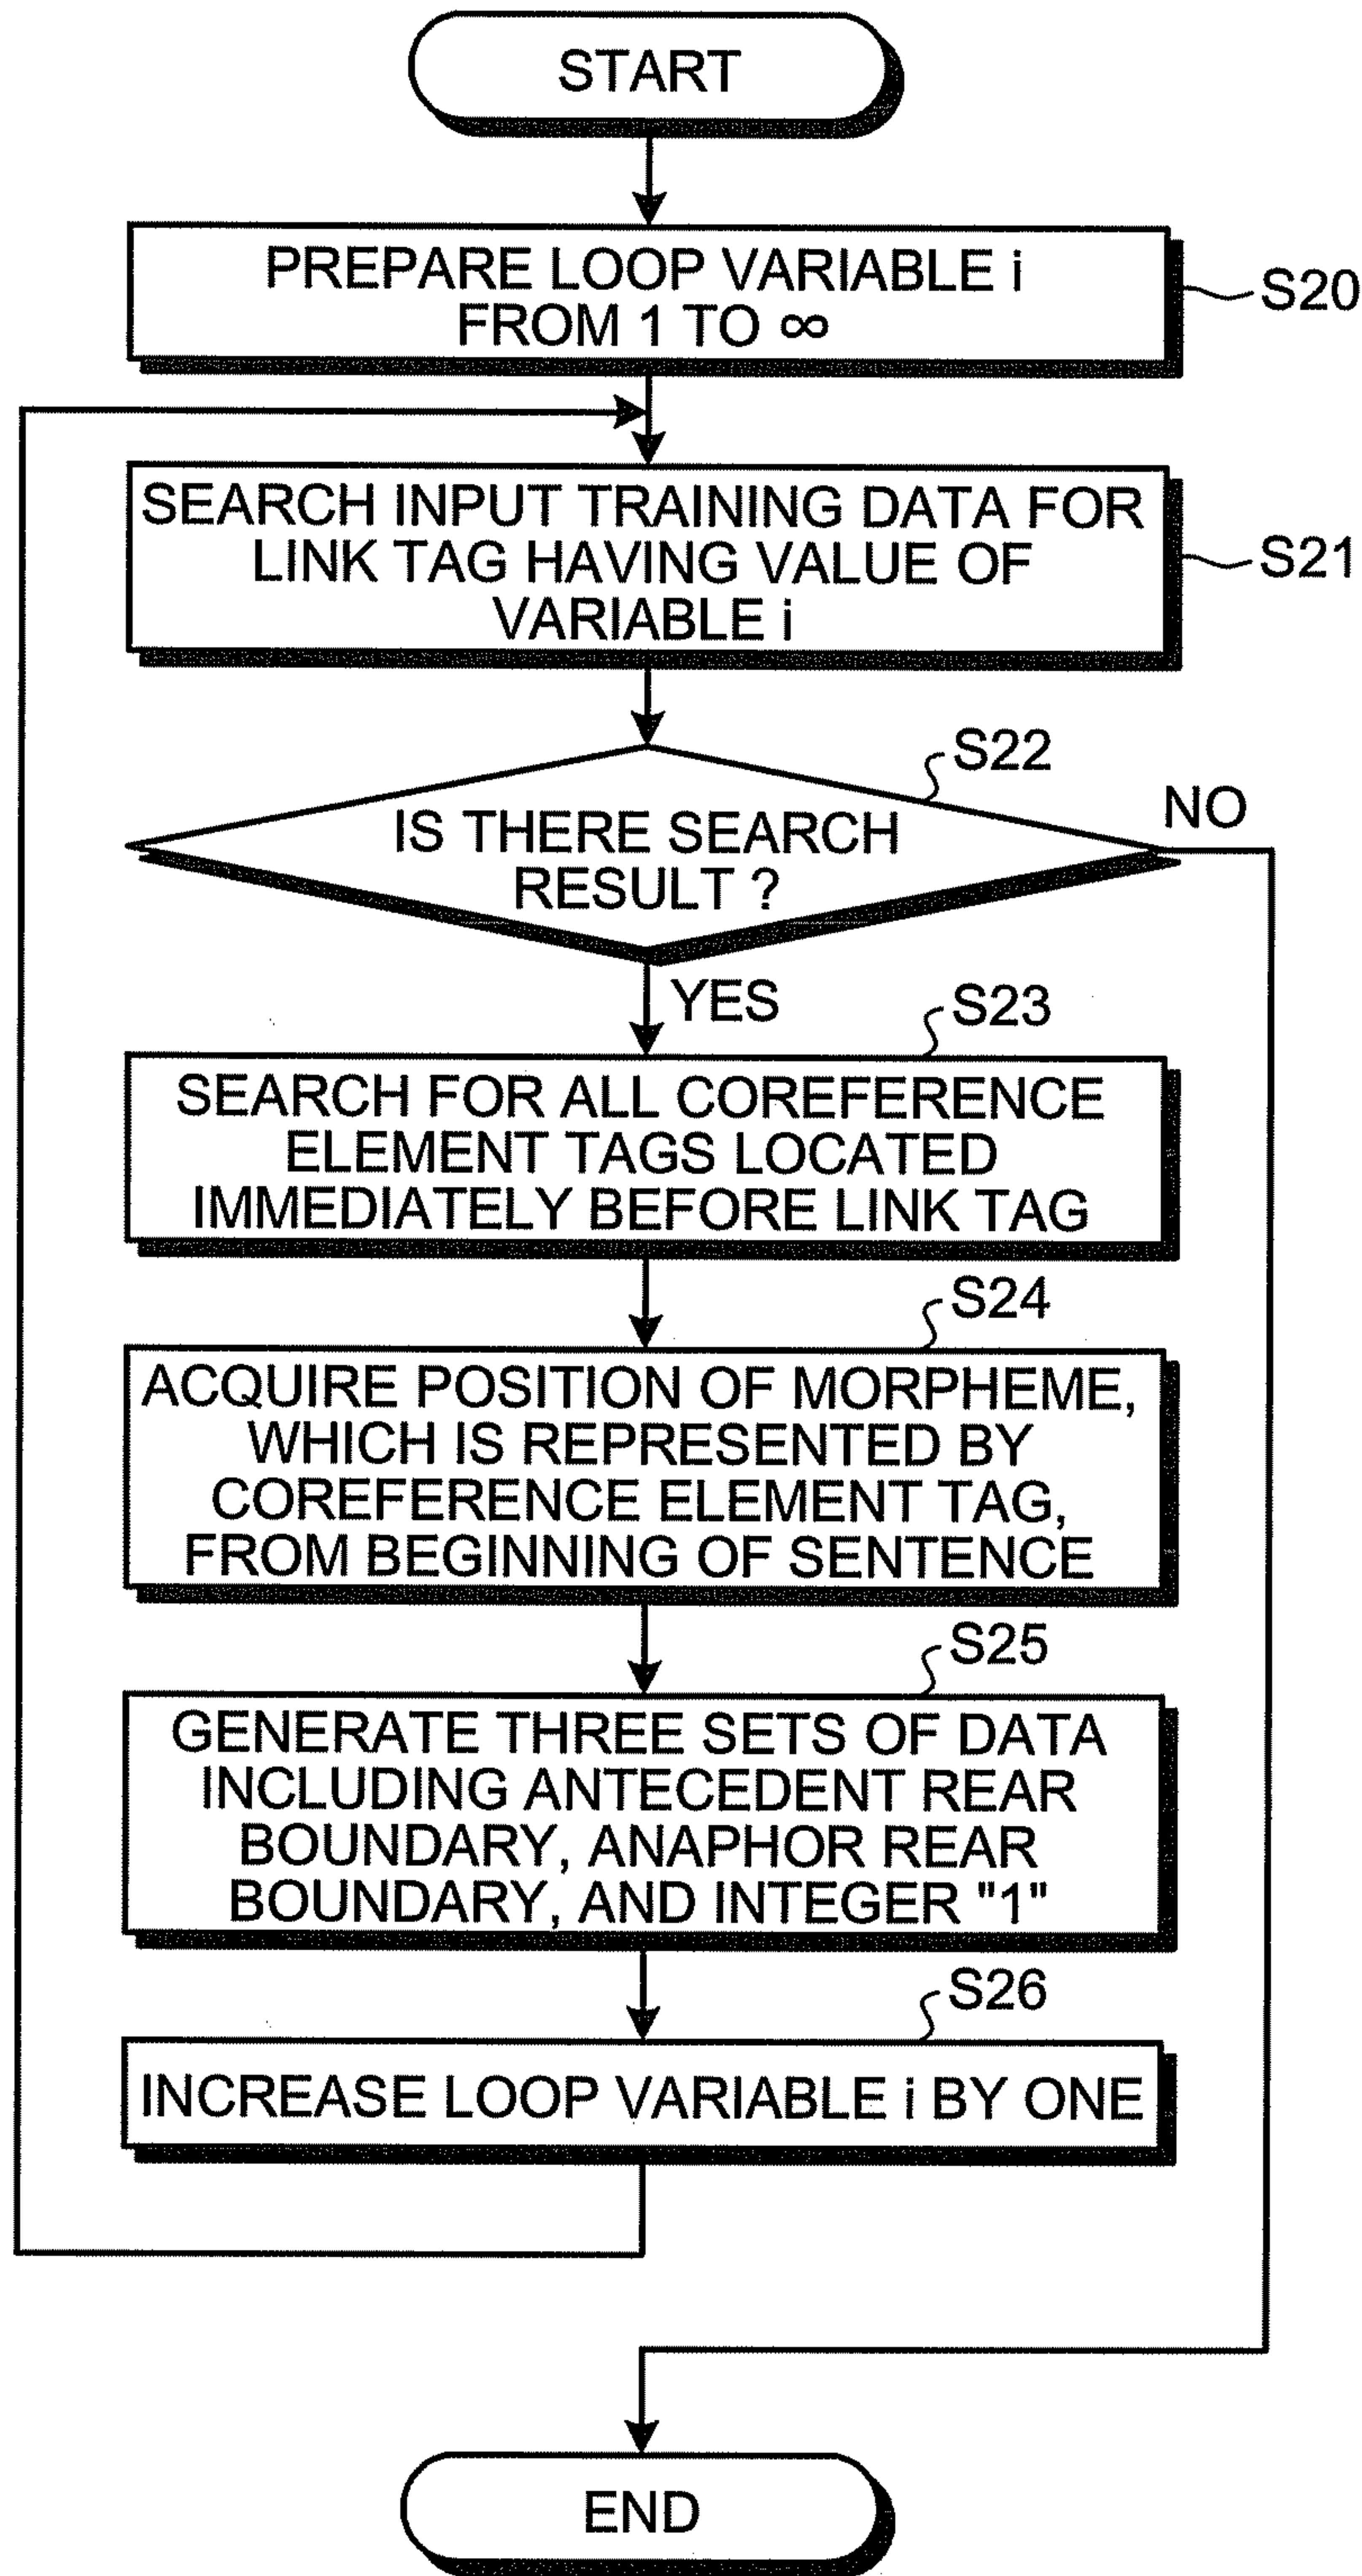 START
PREPARE LOOP VARIABLE i
FROM 1 TO ∞
S20
SEARCH INPUT TRAINING DATA FOR
LINK TAG HAVING VALUE OF
VARIABLE i
S21
S22
IS THERE SEARCH
RESULT ?
NO
YES
S23
SEARCH FOR ALL COREFERENCE
ELEMENT TAGS LOCATED
IMMEDIATELY BEFORE LINK TAG
S24
ACQUIRE POSITION OF MORPHEME,
WHICH IS REPRESENTED BY
COREFERENCE ELEMENT TAG,
FROM BEGINNING OF SENTENCE
S25
GENERATE THREE SETS OF DATA
INCLUDING ANTECEDENT REAR
BOUNDARY, ANAPHOR REAR
BOUNDARY, AND INTEGER "1"
S26
INCREASE LOOP VARIABLE i BY ONE
END